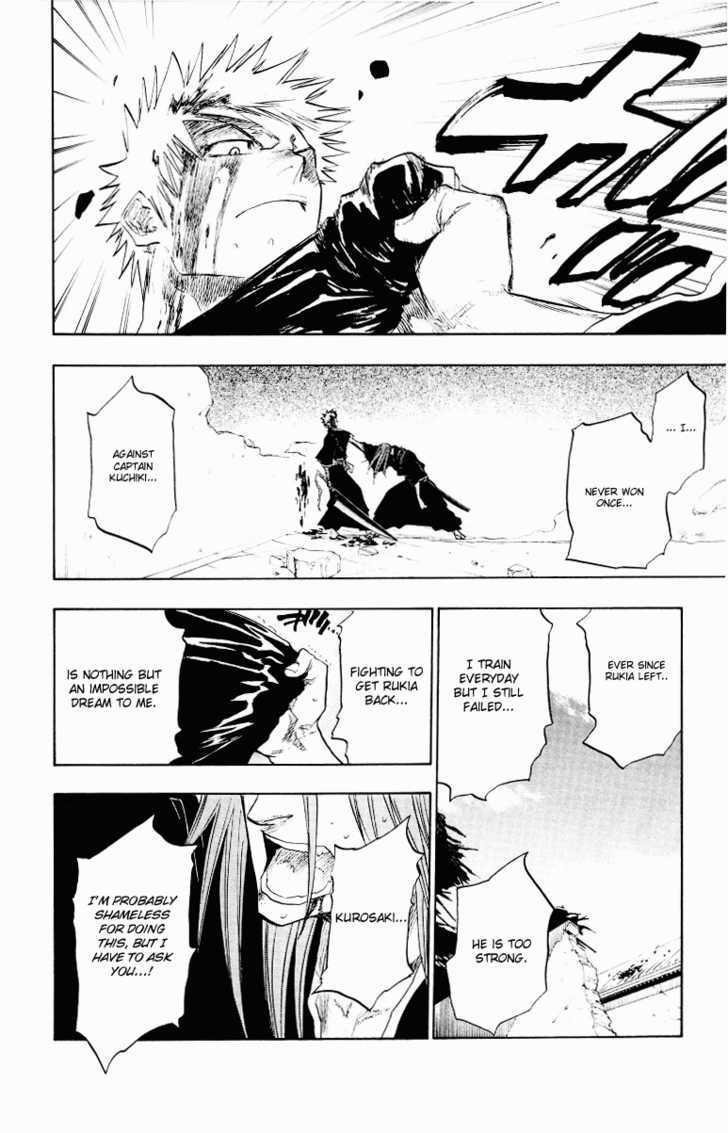 ... I...
NEVER WON
ONCE...
AGAINST
CAPTAIN
KUCHIKI...
EVER SINCE
RUKIA LEFT..
I TRAIN
EVERYDAY
BUT I STILL
FAILED...
HE IS TOO
STRONG.
FIGHTING TO
GET RUKIA
BACK...
IS NOTHING BUT
AN IMPOSSIBLE
DREAM TO ME.
KUROSAKI...
I'M PROBABLY
SHAMELESS
FOR DOING
THIS, BUT I
HAVE TO ASK
YOU...!